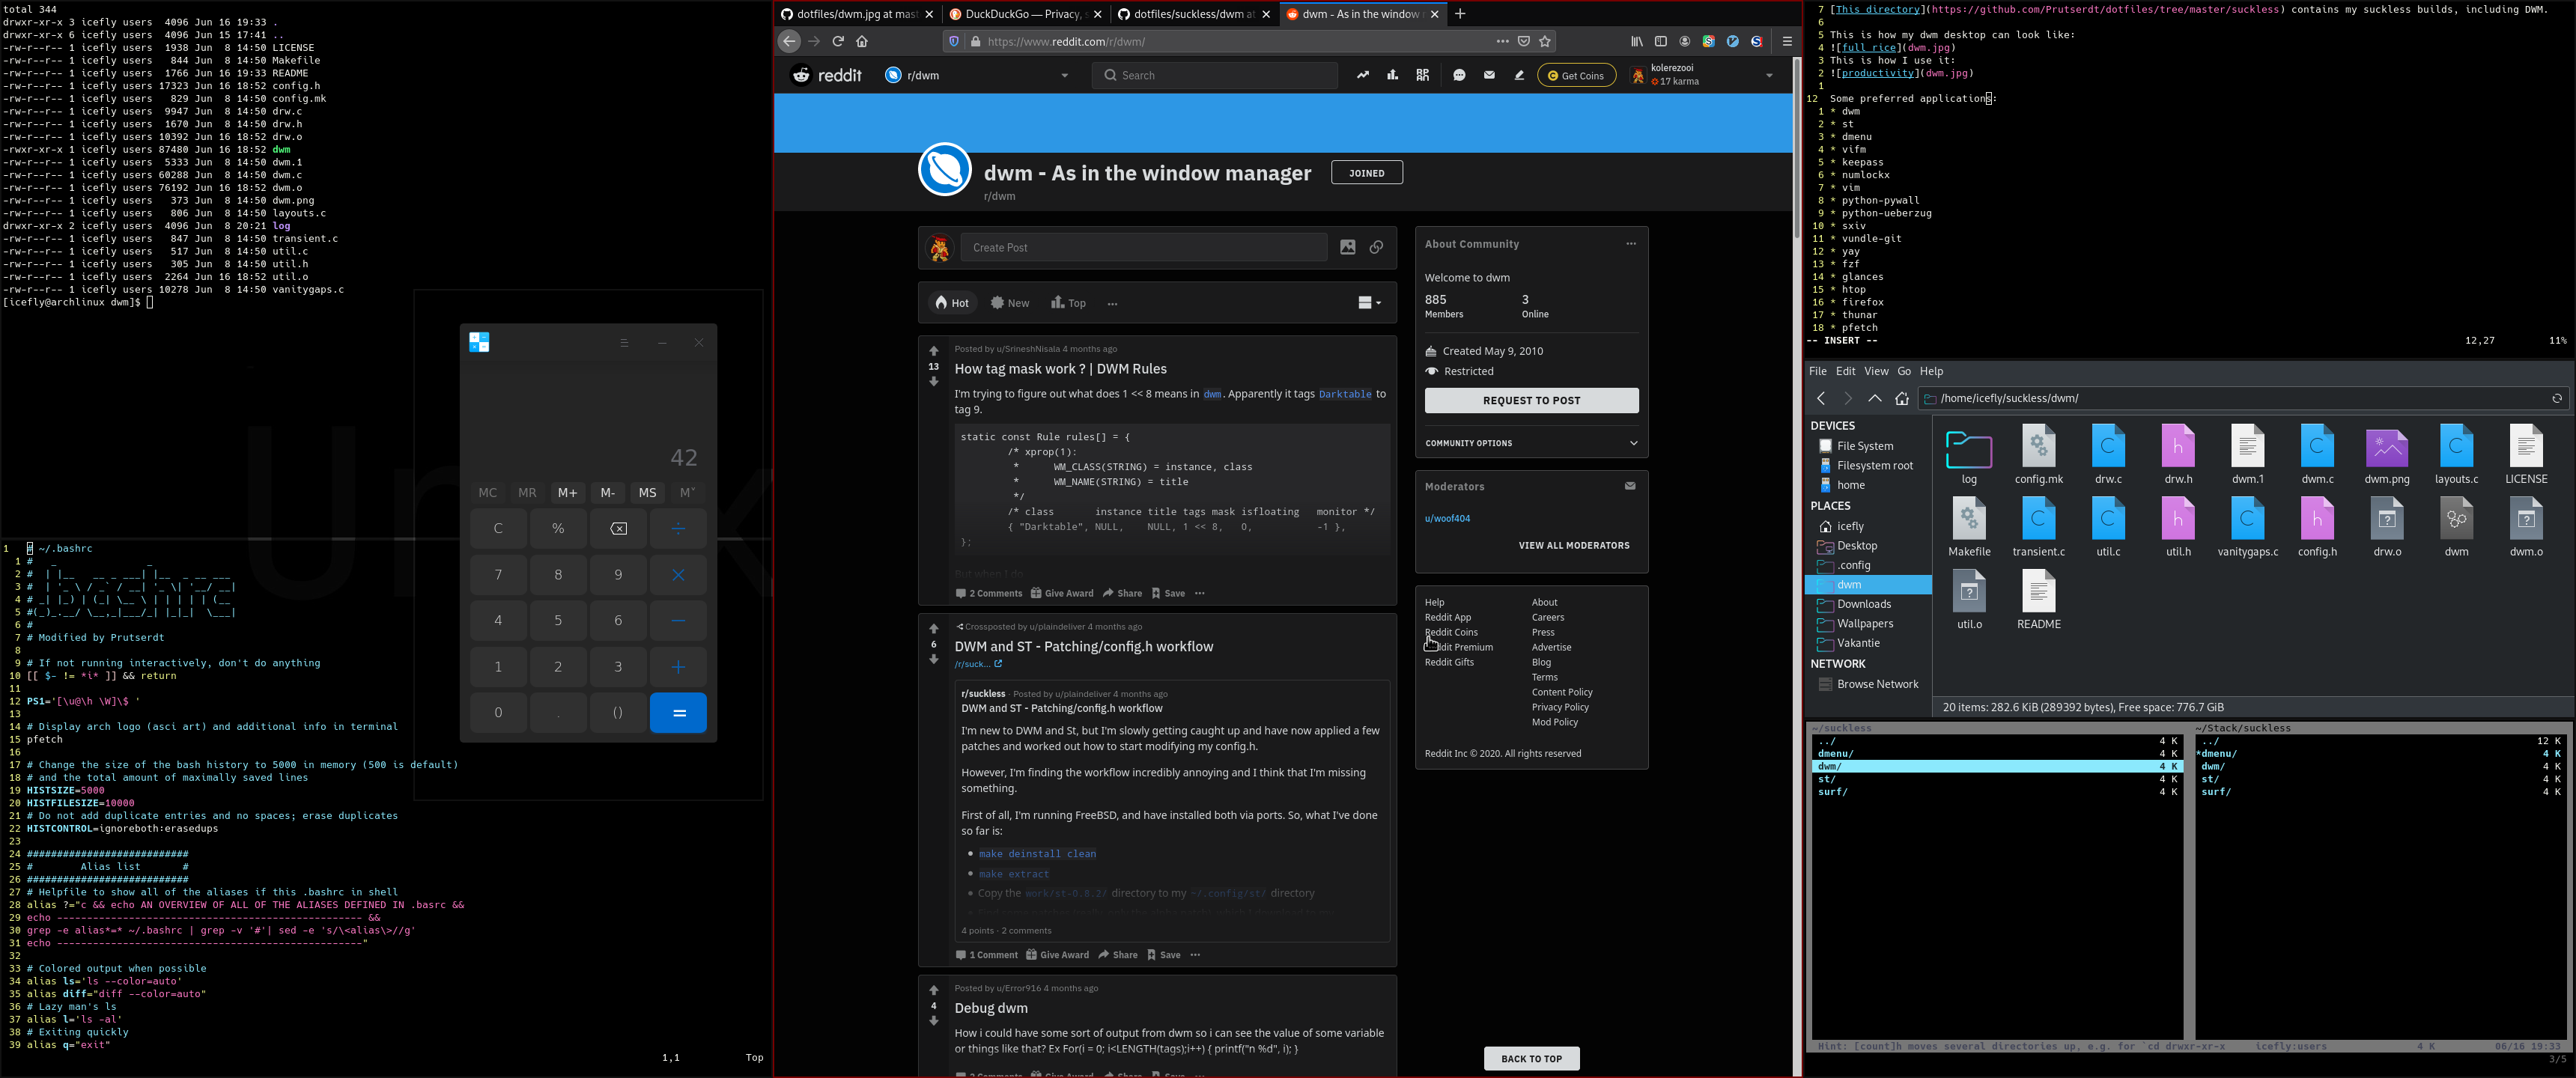 total 344
drwxr-xr-x 3 icefly users  4096 Jun 16 19:33 .
drwxr-xr-x 6 icefly users  4096 Jun 15 17:41 ..
-rw-r--r-- 1 icefly users  1938 Jun  8 14:50 LICENSE
-rw-r--r-- 1 icefly users   844 Jun  8 14:50 Makefile
-rw-r--r-- 1 icefly users  1766 Jun 16 19:33 README
-rw-r--r-- 1 icefly users 17323 Jun 16 18:52 config.h
-rw-r--r-- 1 icefly users   829 Jun  8 14:50 config.mk
-rw-r--r-- 1 icefly users  9947 Jun  8 14:50 drw.c
-rw-r--r-- 1 icefly users  1670 Jun  8 14:50 drw.h
-rw-r--r-- 1 icefly users 10392 Jun 16 18:52 drw.o
-rwxr-xr-x 1 icefly users 87480 Jun 16 18:52 dwm
-rw-r--r-- 1 icefly users  5333 Jun  8 14:50 dwm.1
-rw-r--r-- 1 icefly users 60288 Jun  8 14:50 dwm.c
-rw-r--r-- 1 icefly users 76192 Jun 16 18:52 dwm.o
-rw-r--r-- 1 icefly users   373 Jun  8 14:50 dwm.png
-rw-r--r-- 1 icefly users   806 Jun  8 14:50 layouts.c
drwxr-xr-x 2 icefly users  4096 Jun  8 20:21 log
-rw-r--r-- 1 icefly users   847 Jun  8 14:50 transient.c
-rw-r--r-- 1 icefly users   517 Jun  8 14:50 util.c
-rw-r--r-- 1 icefly users   305 Jun  8 14:50 util.h
-rw-r--r-- 1 icefly users  2264 Jun 16 18:52 util.o
-rw-r--r-- 1 icefly users 10278 Jun  8 14:50 vanitygaps.c
[icefly@archlinux dwm]$
42
MC MR M+ M- MS M˅
C % ÷
7 8 9 ×
4 5 6 −
1 2 3 +
0 . () =
1 # ~/.bashrc
1 #
2 #
3 #
4 #
5 #
6 #
7 # Modified by Prutserdt
8
9 # If not running interactively, don't do anything
10 [[ $- != *i* ]] && return
11
12 PS1='[\u@\h \W]\$ '
13
14 # Display arch logo (asci art) and additional info in terminal
15 pfetch
16
17 # Change the size of the bash history to 5000 in memory (500 is default)
18 # and the total amount of maximally saved lines
19 HISTSIZE=5000
20 HISTFILESIZE=10000
21 # Do not add duplicate entries and no spaces; erase duplicates
22 HISTCONTROL=ignoreboth:erasedups
23
24 ###########################
25 #        Alias list       #
26 ###########################
27 # Helpfile to show all of the aliases if this .bashrc in shell
28 alias ?="c && echo AN OVERVIEW OF ALL OF THE ALIASES DEFINED IN .basrc &&
29 echo --------------------------------------------------- &&
30 grep -e alias*=* ~/.bashrc | grep -v '#'| sed -e 's/\<alias\>//g'
31 echo ---------------------------------------------------"
32
33 # Colored output when possible
34 alias ls='ls --color=auto'
35 alias diff="diff --color=auto"
36 # Lazy man's ls
37 alias l='ls -al'
38 # Exiting quickly
39 alias q="exit"
1,1 Top
dotfiles/dwm.jpg at mast
DuckDuckGo — Privacy, s
dotfiles/suckless/dwm at
dwm - As in the window
https://www.reddit.com/r/dwm/
reddit r/dwm Search Get Coins kolerezooi
17 karma
dwm - As in the window manager JOINED
r/dwm
Create Post
Hot New Top
Posted by u/SrineshNisala 4 months ago
13
How tag mask work ? | DWM Rules
I'm trying to figure out what does 1 << 8 means in dwm. Apparently it tags Darktable to
tag 9.
static const Rule rules[] = {
/* xprop(1):
*      WM_CLASS(STRING) = instance, class
*      WM_NAME(STRING) = title
*/
/* class       instance title tags mask isfloating   monitor */
{ "Darktable", NULL,    NULL, 1 << 8,   0,           -1 },
};
But when I do
2 Comments Give Award Share Save
Crossposted by u/plaindeliver 4 months ago
6
DWM and ST - Patching/config.h workflow
/r/suck...
r/suckless · Posted by u/plaindeliver 4 months ago
DWM and ST - Patching/config.h workflow
I'm new to DWM and St, but I'm slowly getting caught up and have now applied a few
patches and worked out how to start modifying my config.h.
However, I'm finding the workflow incredibly annoying and I think that I'm missing
something.
First of all, I'm running FreeBSD, and have installed both via ports. So, what I've done
so far is:
• make deinstall clean
• make extract
• Copy the work/st-0.8.2/ directory to my ~/.config/st/ directory
4 points · 2 comments
1 Comment Give Award Share Save
Posted by u/Error916 4 months ago
4
Debug dwm
How i could have some sort of output from dwm so i can see the value of some variable
or things like that? Ex For(i = 0; i<LENGTH(tags);i++) { printf("n %d", i); }
About Community
Welcome to dwm
885 3
Members Online
Created May 9, 2010
Restricted
REQUEST TO POST
COMMUNITY OPTIONS
Moderators
u/woof404
VIEW ALL MODERATORS
Help About
Reddit App Careers
Reddit Coins Press
Premium Advertise
Reddit Gifts Blog
Terms
Content Policy
Privacy Policy
Mod Policy
Reddit Inc © 2020. All rights reserved
BACK TO TOP
7 [This directory](https://github.com/Prutserdt/dotfiles/tree/master/suckless) contains my suckless builds, including DWM.
6
5 This is how my dwm desktop can look like:
4 ![full rice](dwm.jpg)
3 This is how I use it:
2 ![productivity](dwm.jpg)
1
12 Some preferred applications:
1 * dwm
2 * st
3 * dmenu
4 * vifm
5 * keepass
6 * numlockx
7 * vim
8 * python-pywall
9 * python-ueberzug
10 * sxiv
11 * vundle-git
12 * yay
13 * fzf
14 * glances
15 * htop
16 * firefox
17 * thunar
18 * pfetch
-- INSERT -- 12,27 11%
File Edit View Go Help
/home/icefly/suckless/dwm/
DEVICES
File System
Filesystem root
home
PLACES
icefly
Desktop
.config
dwm
Downloads
Wallpapers
Vakantie
NETWORK
Browse Network
log config.mk drw.c drw.h dwm.1 dwm.c dwm.png layouts.c LICENSE
Makefile transient.c util.c util.h vanitygaps.c config.h drw.o dwm dwm.o
util.o README
20 items: 282.6 KiB (289392 bytes), Free space: 776.7 GiB
~/suckless ~/Stack/suckless
../ 4 K ../ 12 K
dmenu/ 4 K *dmenu/ 4 K
dwm/ 4 K dwm/ 4 K
st/ 4 K st/ 4 K
surf/ 4 K surf/ 4 K
Hint: [count]h moves several directories up, e.g. for `cd drwxr-xr-x icefly:users 4 K 06/16 19:33
3/5